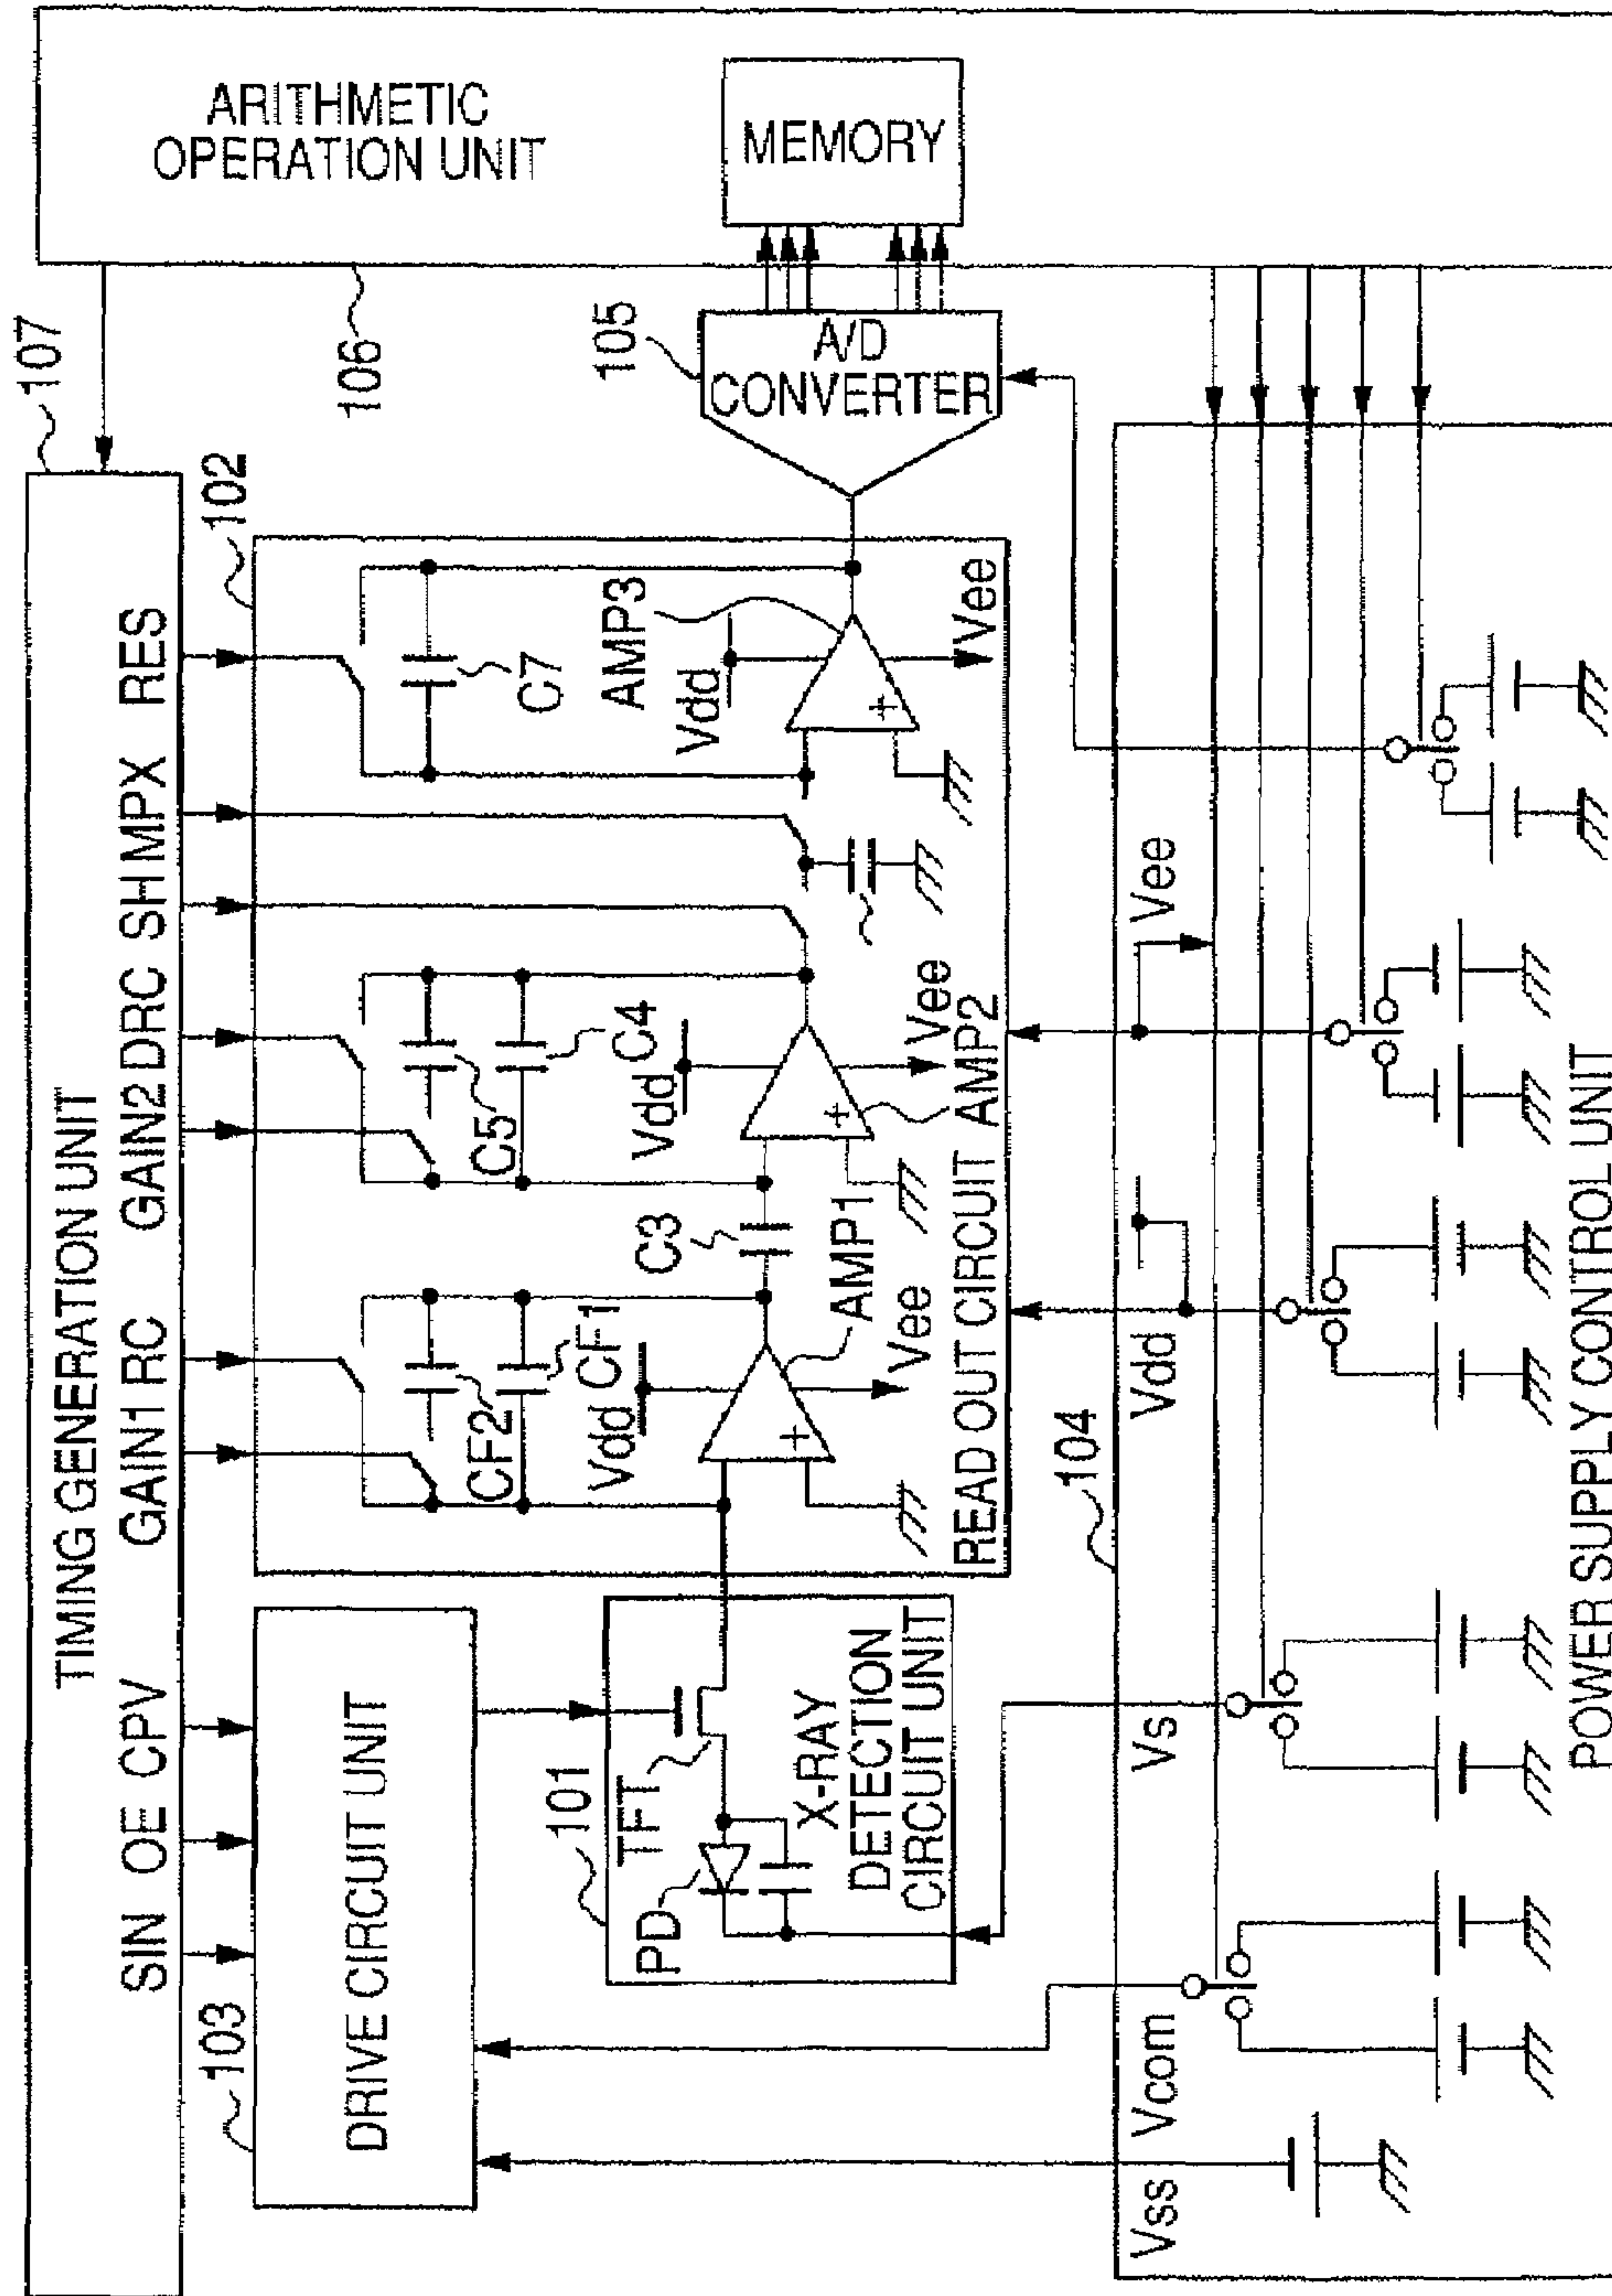 TIMING GENERATION UNIT
107
SIN OE CPV GAIN1 RC GAIN2 DRC SH MPX RES
ARITHMETIC
OPERATION UNIT
106
MEMORY
103
DRIVE CIRCUIT UNIT
102
CF2
CF1
C5
C4
C7
C3
Vdd
Vdd
Vdd
AMP1
AMP2
AMP3
Vee
Vee
Vee
READ OUT CIRCUIT
105
A/D
CONVERTER
101
TFT
PD
X-RAY
DETECTION
CIRCUIT UNIT
104
Vss
Vcom
Vs
Vdd
Vee
POWER SUPPLY CONTROL UNIT